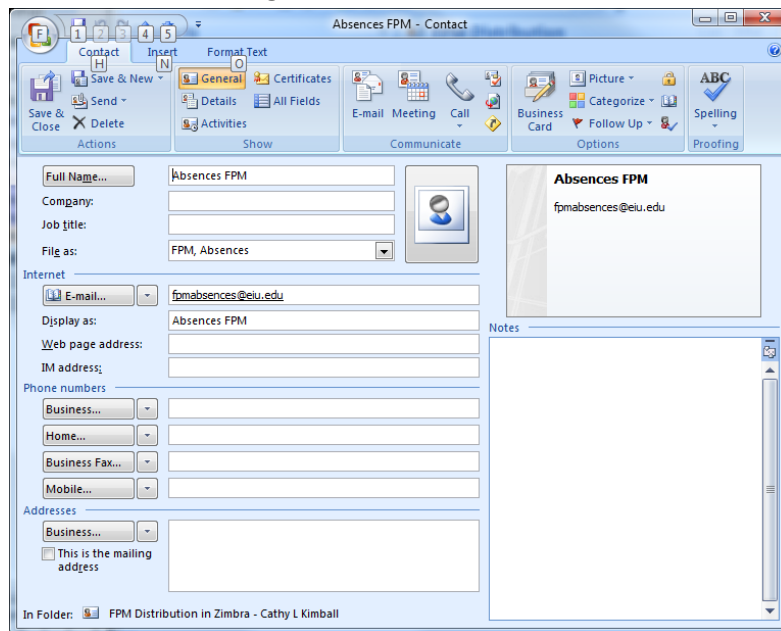 Absences FPM - Contact
F 1 2 3 4 5
Contact Insert Format Text
H N O
Save & New General Certificates Picture ABC
Send Details All Fields Categorize
Save & Close Delete Activities E-mail Meeting Call Business Card Follow Up Spelling
Actions Show Communicate Options Proofing
Full Name... Absences FPM
Company:
Job title:
File as: FPM, Absences
Absences FPM
fpmabsences@eiu.edu
Internet
E-mail... fpmabsences@eiu.edu
Display as: Absences FPM
Web page address:
IM address:
Notes
Phone numbers
Business...
Home...
Business Fax...
Mobile...
Addresses
Business...
This is the mailing
address
In Folder: FPM Distribution in Zimbra - Cathy L Kimball